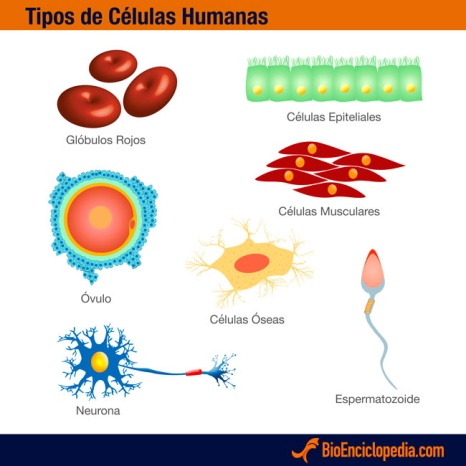 Tipos de Células Humanas
Glóbulos Rojos
Células Epiteliales
Células Musculares
Óvulo
Células Óseas
Neurona
Espermatozoide
BioEnciclopedia.com